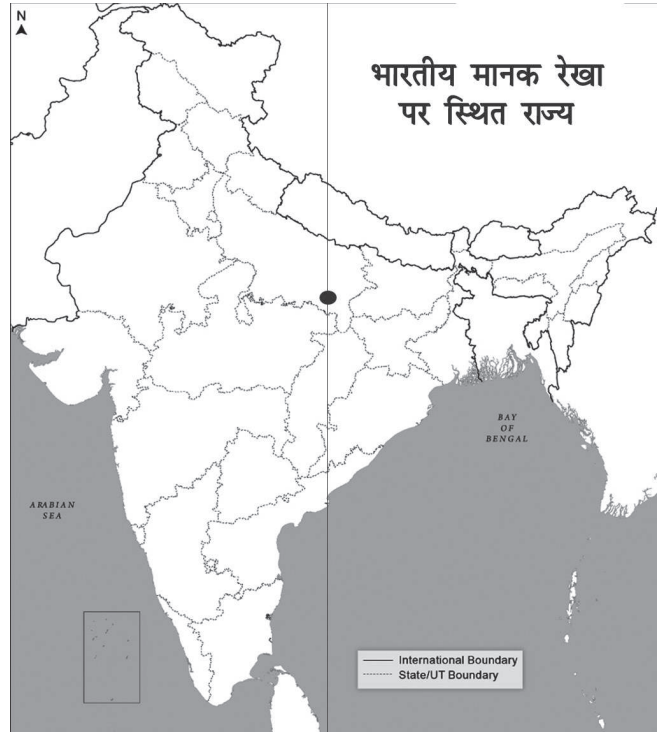 N
भारतीय मानक रेखा
पर स्थित राज्य
BAY
OF
BENGAL
ARABIAN
SEA
International Boundary
State/UT Boundary